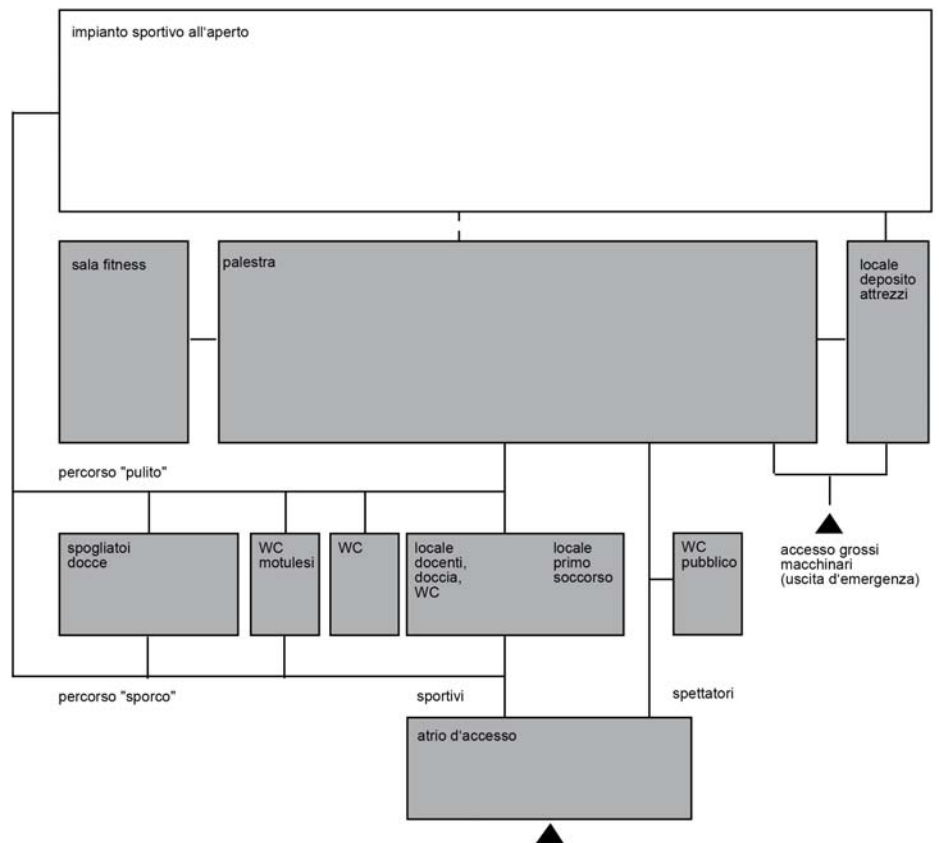 impianto sportivo all'aperto
sala fitness
palestra
locale
deposito
attrezzi
percorso "pulito"
spogliatoi
docce
WC
motulesi
WC
locale
docenti,
doccia,
WC
locale
primo
soccorso
WC
pubblico
accesso grossi
macchinari
(uscita d'emergenza)
percorso "sporco"
sportivi
spettatori
atrio d'accesso